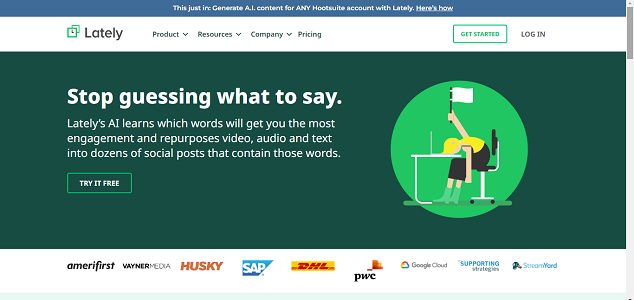 This just in: Generate A.I. content for ANY Hootsuite account with Lately. Here's how
Lately Product Resources Company Pricing GET STARTED LOG IN
Stop guessing what to say.
Lately's AI learns which words will get you the most
engagement and repurposes video, audio and text
into dozens of social posts that contain those words.
TRY IT FREE
amerifirst VAYNERMEDIA HUSKY SAP DHL pwc Google Cloud SUPPORTING strategies StreamYard